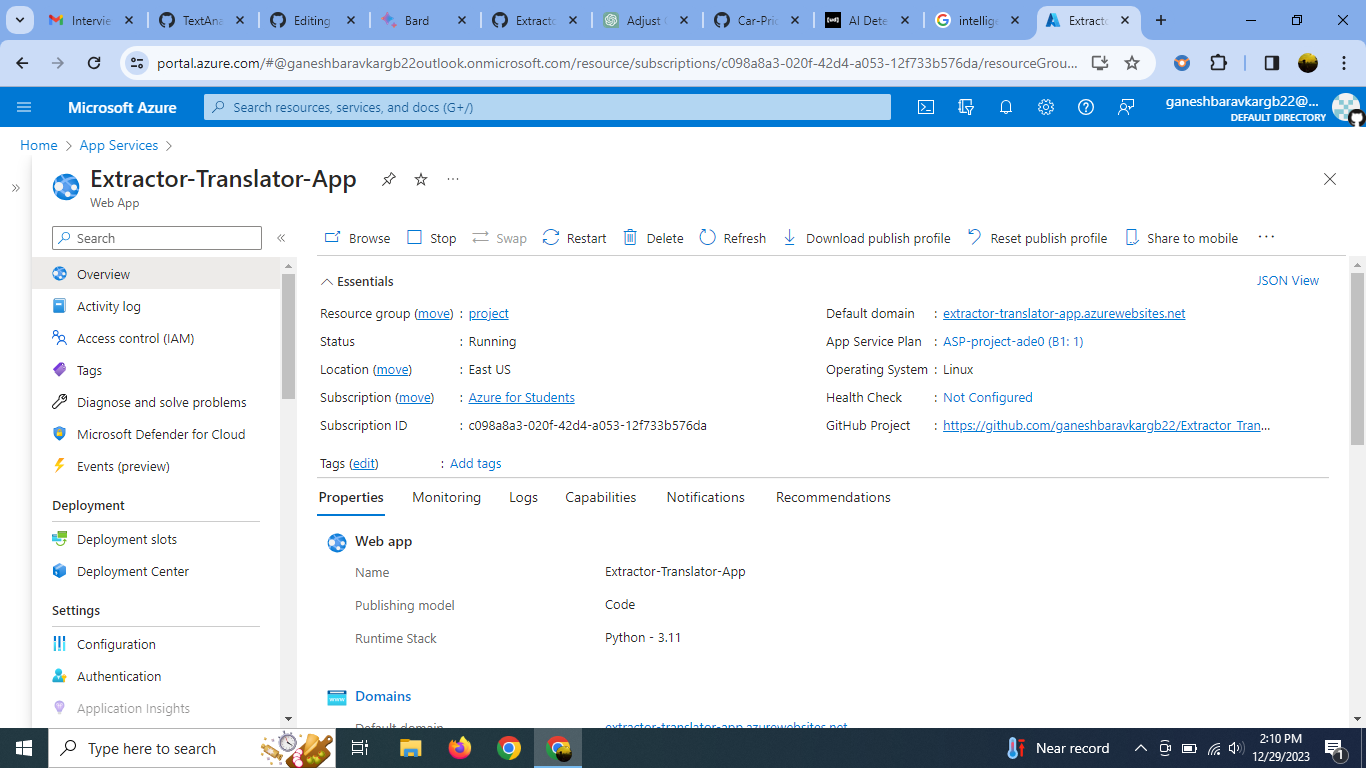 Intervie
TextAna
Editing
Bard
Extracto
Adjust
Car-Pric
AI Dete
intellige
Extracto
portal.azure.com/#@ganeshbaravkargb22outlook.onmicrosoft.com/resource/subscriptions/c098a8a3-020f-42d4-a053-12f733b576da/resourceGrou...
Microsoft Azure
Search resources, services, and docs (G+/)
ganeshbaravkargb22@...
DEFAULT DIRECTORY
Home > App Services >
Extractor-Translator-App
Web App
Search
Browse Stop Swap Restart Delete Refresh Download publish profile Reset publish profile Share to mobile
Overview
Activity log
Access control (IAM)
Tags
Diagnose and solve problems
Microsoft Defender for Cloud
Events (preview)
Deployment
Deployment slots
Deployment Center
Settings
Configuration
Authentication
Application Insights
Essentials
JSON View
Resource group (move) : project
Status : Running
Location (move) : East US
Subscription (move) : Azure for Students
Subscription ID : c098a8a3-020f-42d4-a053-12f733b576da
Default domain : extractor-translator-app.azurewebsites.net
App Service Plan : ASP-project-ade0 (B1: 1)
Operating System : Linux
Health Check : Not Configured
GitHub Project : https://github.com/ganeshbaravkargb22/Extractor_Tran...
Tags (edit) : Add tags
Properties Monitoring Logs Capabilities Notifications Recommendations
Web app
Name Extractor-Translator-App
Publishing model Code
Runtime Stack Python - 3.11
Domains
Default domain extractor-translator-app.azurewebsites.net
Type here to search
Near record
2:10 PM
12/29/2023
1